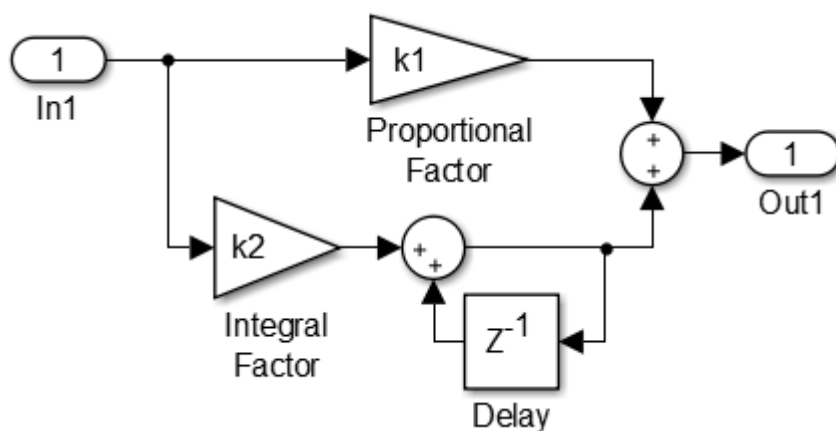 1
In1
k1
Proportional
Factor
+
+
1
Out1
k2
Integral
Factor
+
+
Z-1
Delay